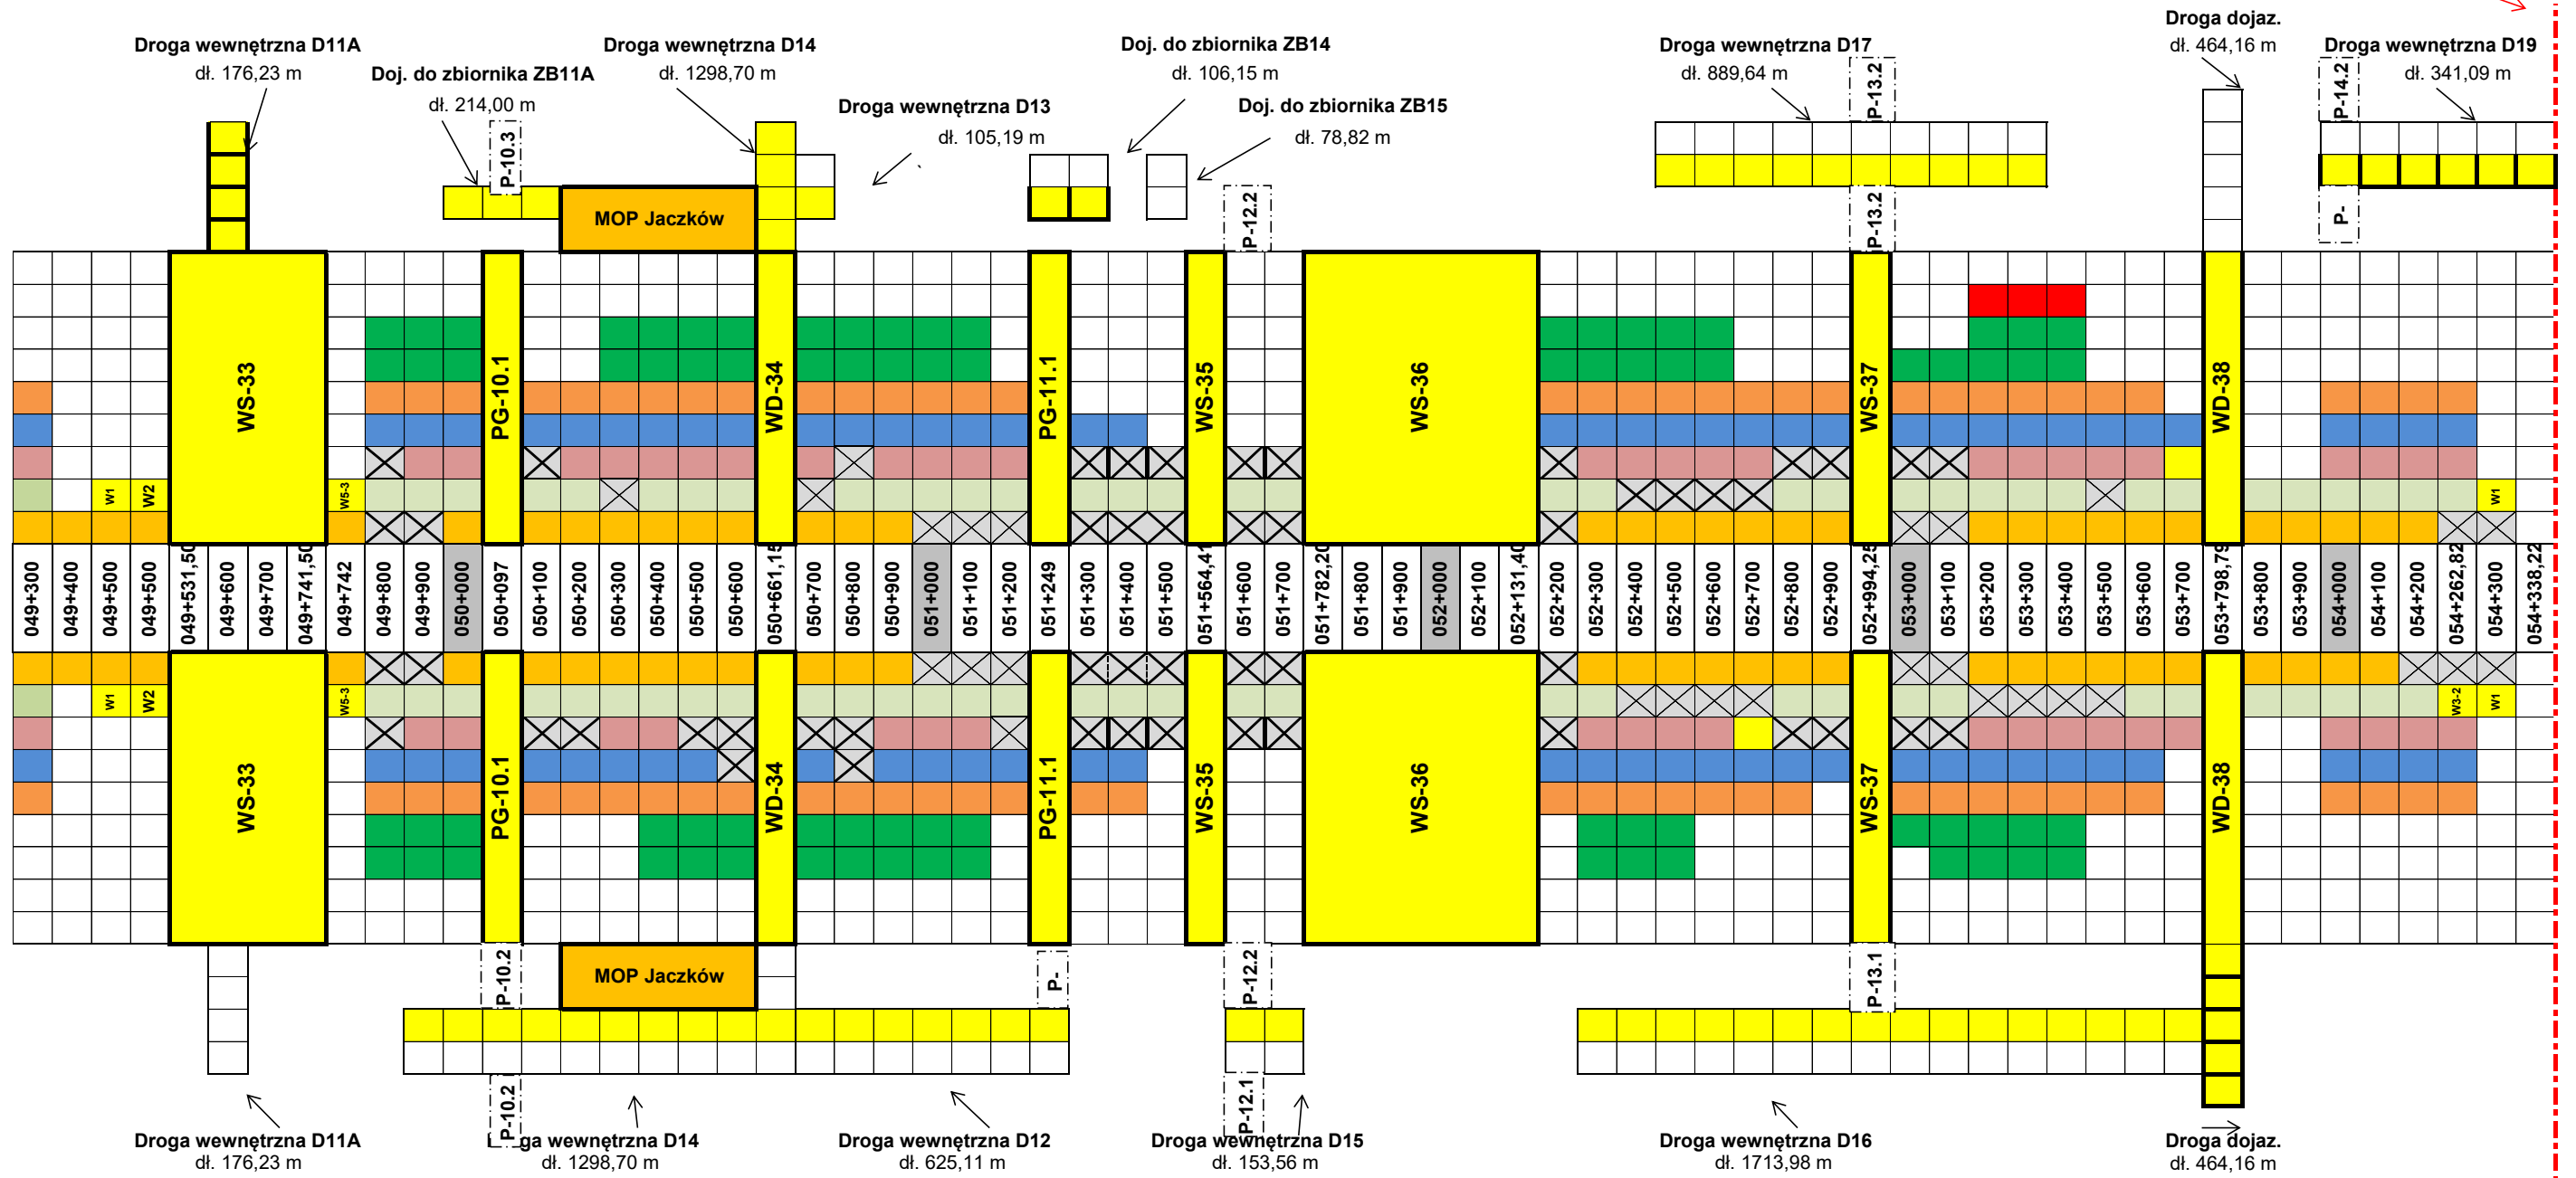 Droga wewnętrzna D11A
dł. 176,23 m
Doj. do zbiornika ZB11A
dł. 214,00 m
Droga wewnętrzna D14
dł. 1298,70 m
Droga wewnętrzna D13
dł. 105,19 m
Doj. do zbiornika ZB14
dł. 106,15 m
Doj. do zbiornika ZB15
dł. 78,82 m
Droga wewnętrzna D17
dł. 889,64 m
Droga dojaz.
dł. 464,16 m
Droga wewnętrzna D19
dł. 341,09 m
P-10.3
P-12.2
P-13.2
P-13.2
P-14.2
P-
MOP Jaczków
WS-33
PG-10.1
WD-34
PG-11.1
WS-35
WS-36
WS-37
WD-38
W1
W2
W5-3
W1
049+300
049+400
049+500
049+500
049+531,50
049+600
049+700
049+741,50
049+742
049+800
049+900
050+000
050+097
050+100
050+200
050+300
050+400
050+500
050+600
050+661,15
050+700
050+800
050+900
051+000
051+100
051+200
051+249
051+300
051+400
051+500
051+564,41
051+600
051+700
051+782,20
051+800
051+900
052+000
052+100
052+131,40
052+200
052+300
052+400
052+500
052+600
052+700
052+800
052+900
052+994,25
053+000
053+100
053+200
053+300
053+400
053+500
053+600
053+700
053+798,79
053+800
053+900
054+000
054+100
054+200
054+262,82
054+300
054+338,22
W1
W2
W5-3
W3-2
W1
WS-33
PG-10.1
WD-34
PG-11.1
WS-35
WS-36
WS-37
WD-38
P-10.2
MOP Jaczków
P-
P-12.2
P-13.1
P-10.2
P-12.1
Droga wewnętrzna D11A
dł. 176,23 m
ga wewnętrzna D14
dł. 1298,70 m
Droga wewnętrzna D12
dł. 625,11 m
Droga wewnętrzna D15
dł. 153,56 m
Droga wewnętrzna D16
dł. 1713,98 m
Droga dojaz.
dł. 464,16 m